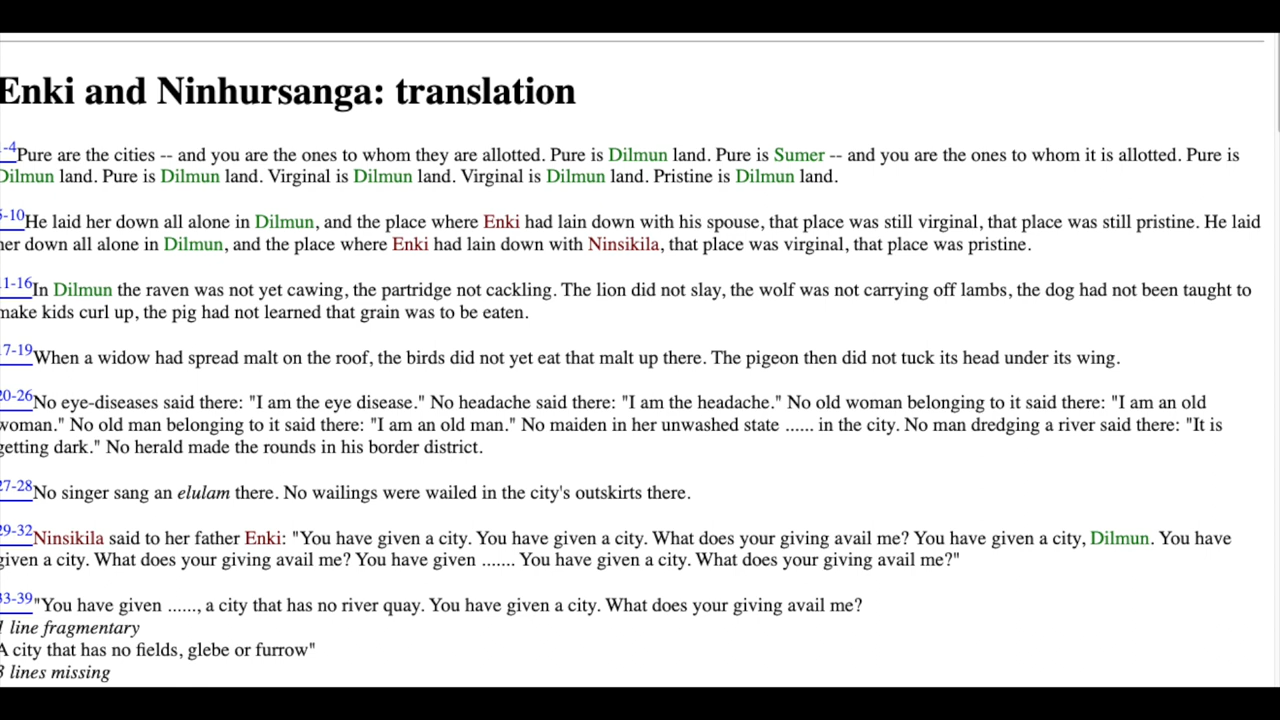 Enki and Ninhursanga: translation
-4Pure are the cities -- and you are the ones to whom they are allotted. Pure is Dilmun land. Pure is Sumer -- and you are the ones to whom it is allotted. Pure is
Dilmun land. Pure is Dilmun land. Virginal is Dilmun land. Virginal is Dilmun land. Pristine is Dilmun land.
5-10He laid her down all alone in Dilmun, and the place where Enki had lain down with his spouse, that place was still virginal, that place was still pristine. He laid
her down all alone in Dilmun, and the place where Enki had lain down with Ninsikila, that place was virginal, that place was pristine.
11-16In Dilmun the raven was not yet cawing, the partridge not cackling. The lion did not slay, the wolf was not carrying off lambs, the dog had not been taught to
make kids curl up, the pig had not learned that grain was to be eaten.
17-19When a widow had spread malt on the roof, the birds did not yet eat that malt up there. The pigeon then did not tuck its head under its wing.
20-26No eye-diseases said there: "I am the eye disease." No headache said there: "I am the headache." No old woman belonging to it said there: "I am an old
woman." No old man belonging to it said there: "I am an old man." No maiden in her unwashed state ...... in the city. No man dredging a river said there: "It is
getting dark." No herald made the rounds in his border district.
27-28No singer sang an elulam there. No wailings were wailed in the city's outskirts there.
29-32Ninsikila said to her father Enki: "You have given a city. You have given a city. What does your giving avail me? You have given a city, Dilmun. You have
given a city. What does your giving avail me? You have given ....... You have given a city. What does your giving avail me?"
33-39"You have given ......, a city that has no river quay. You have given a city. What does your giving avail me?
1 line fragmentary
A city that has no fields, glebe or furrow"
3 lines missing